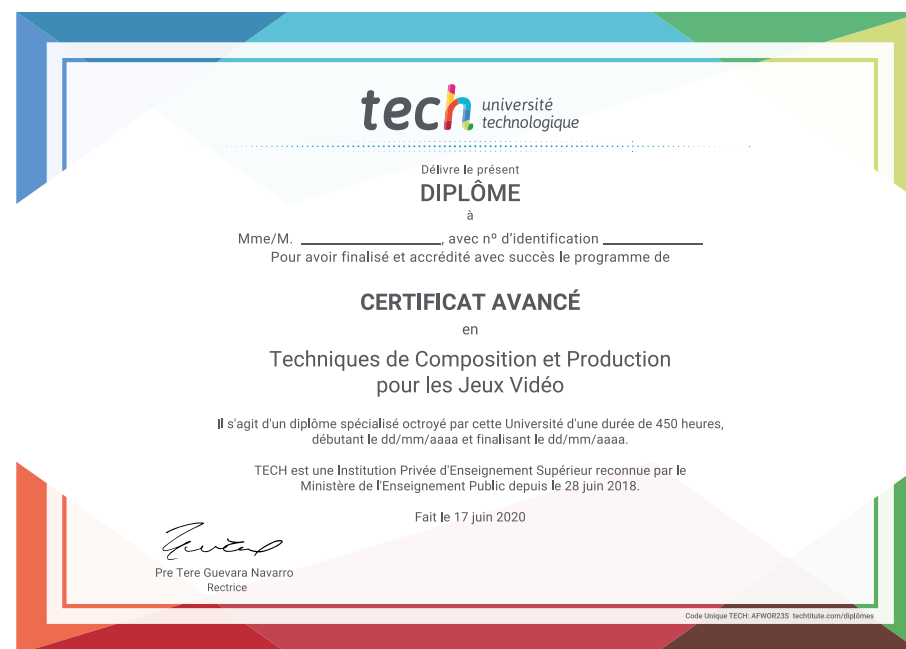 tech université
technologique
Délivre le présent
DIPLÔME
à
Mme/M. ____________________, avec nº d'identification ______________
Pour avoir finalisé et accrédité avec succès le programme de
CERTIFICAT AVANCÉ
en
Techniques de Composition et Production
pour les Jeux Vidéo
Il s'agit d'un diplôme spécialisé octroyé par cette Université d'une durée de 450 heures,
débutant le dd/mm/aaaa et finalisant le dd/mm/aaaa.
TECH est une Institution Privée d'Enseignement Supérieur reconnue par le
Ministère de l'Enseignement Public depuis le 28 juin 2018.
Fait le 17 juin 2020
Pre Tere Guevara Navarro
Rectrice
Code Unique TECH: AFWOR23S techtitute.com/diplômes